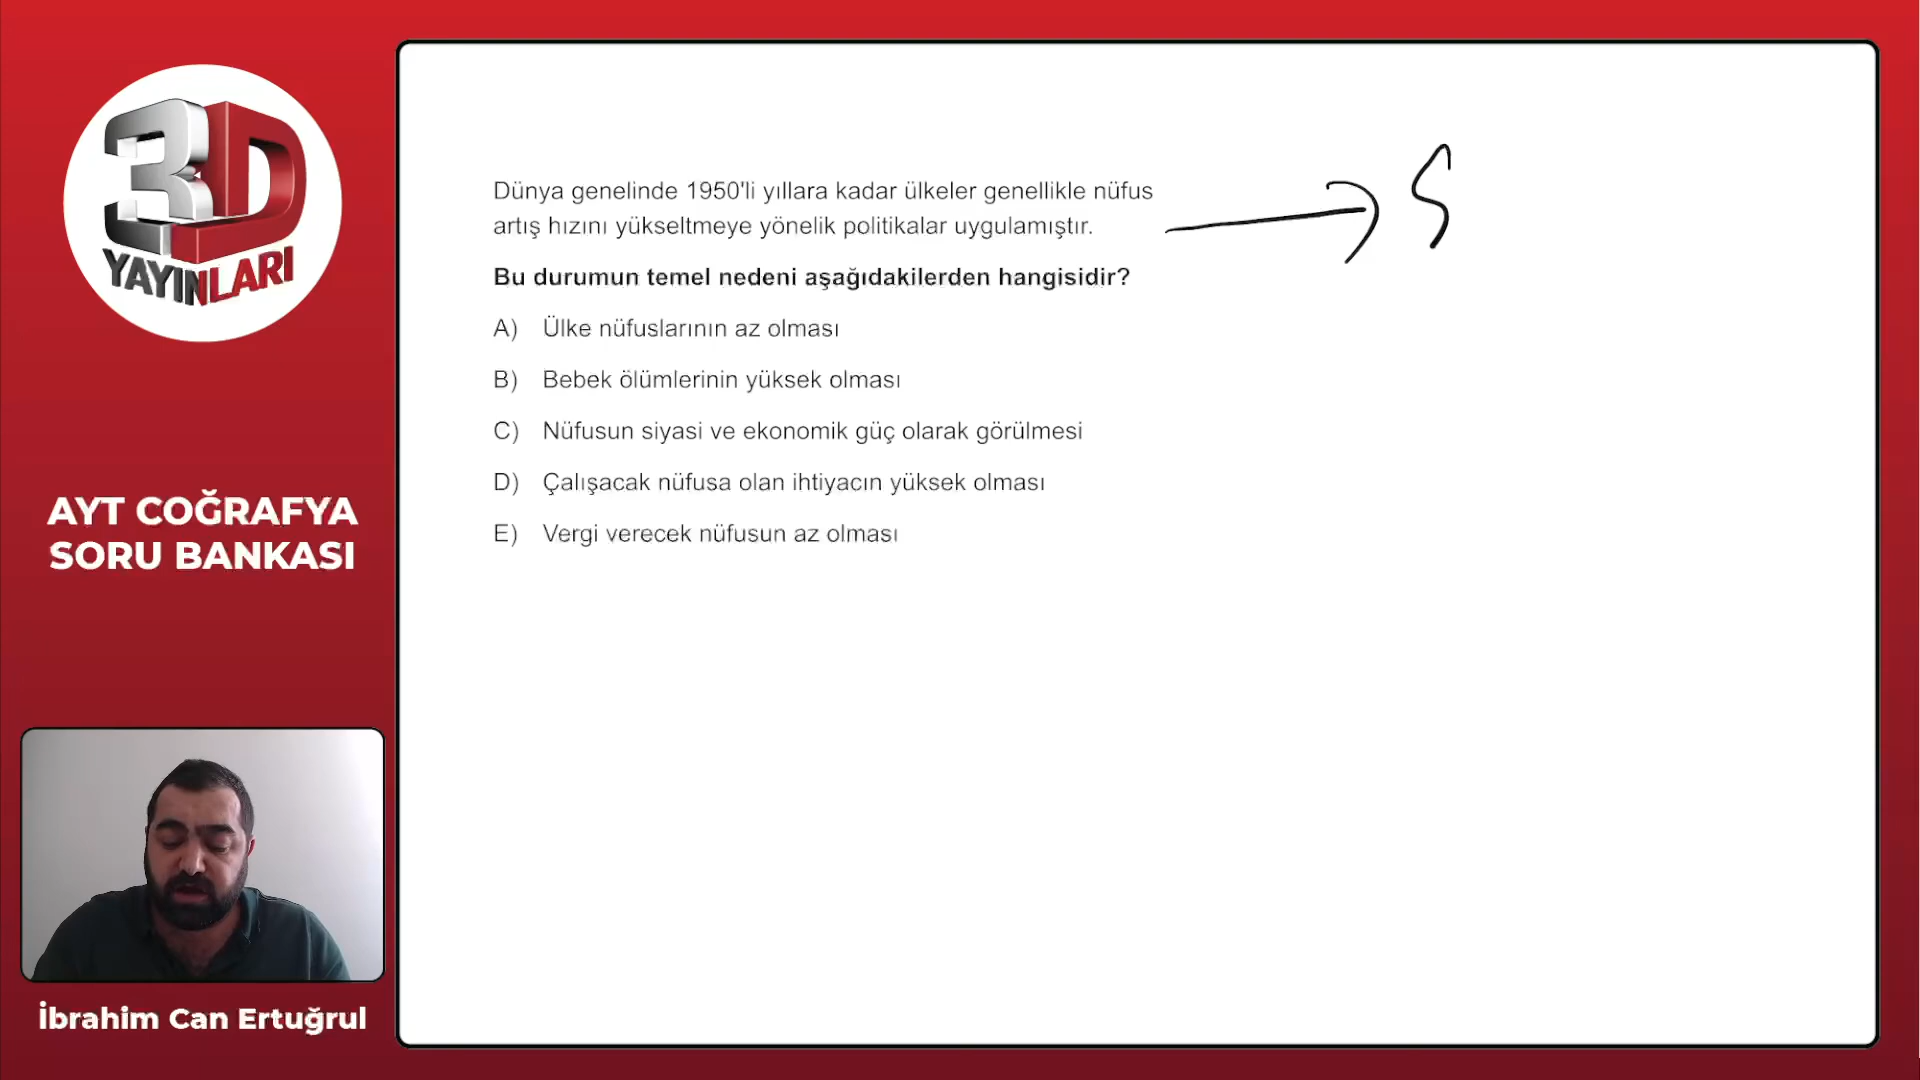 3D
YAYINLARI
AYT COĞRAFYA
SORU BANKASI
İbrahim Can Ertuğrul
Dünya genelinde 1950'li yıllara kadar ülkeler genellikle nüfus
artış hızını yükseltmeye yönelik politikalar uygulamıştır.
Bu durumun temel nedeni aşağıdakilerden hangisidir?
A) Ülke nüfuslarının az olması
B) Bebek ölümlerinin yüksek olması
C) Nüfusun siyasi ve ekonomik güç olarak görülmesi
D) Çalışacak nüfusa olan ihtiyacın yüksek olması
E) Vergi verecek nüfusun az olması